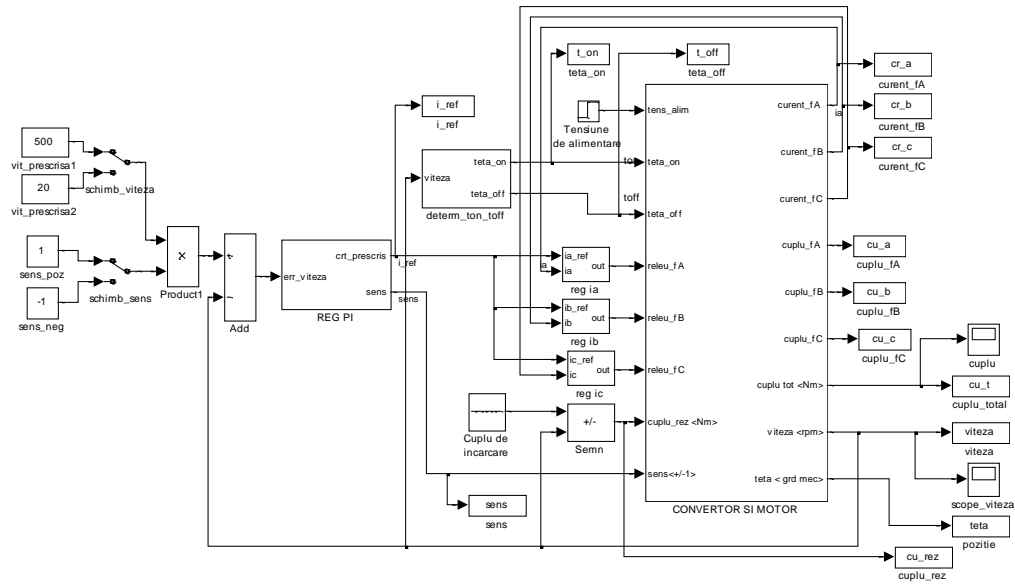 500
vit_prescrisa1
20
vit_prescrisa2
schimb_viteza
1
sens_poz
-1
sens_neg
schimb_sens
×
Product1
+
−
Add
err_viteza
crt_prescris
sens
REG PI
i_ref
sens
i_ref
i_ref
viteza
teta_on
teta_off
determ_ton_toff
t_on
teta_on
t_off
teta_off
Tensiune
de alimentare
ton
toff
ia_ref
ia
out
reg ia
ia
ib_ref
ib
out
reg ib
ic_ref
ic
out
reg ic
Cuplu de
incarcare
+/-
Semn
sens
sens
tens_alim
teta_on
teta_off
releu_fA
releu_fB
releu_fC
cuplu_rez <Nm>
sens<+/-1>
curent_fA
curent_fB
curent_fC
cuplu_fA
cuplu_fB
cuplu_fC
cuplu tot <Nm>
viteza <rpm>
teta < grd mec>
CONVERTOR SI MOTOR
ia
cr_a
curent_fA
cr_b
curent_fB
cr_c
curent_fC
cu_a
cuplu_fA
cu_b
cuplu_fB
cu_c
cuplu_fC
cuplu
cu_t
cuplu_total
viteza
viteza
scope_viteza
teta
pozitie
cu_rez
cuplu_rez